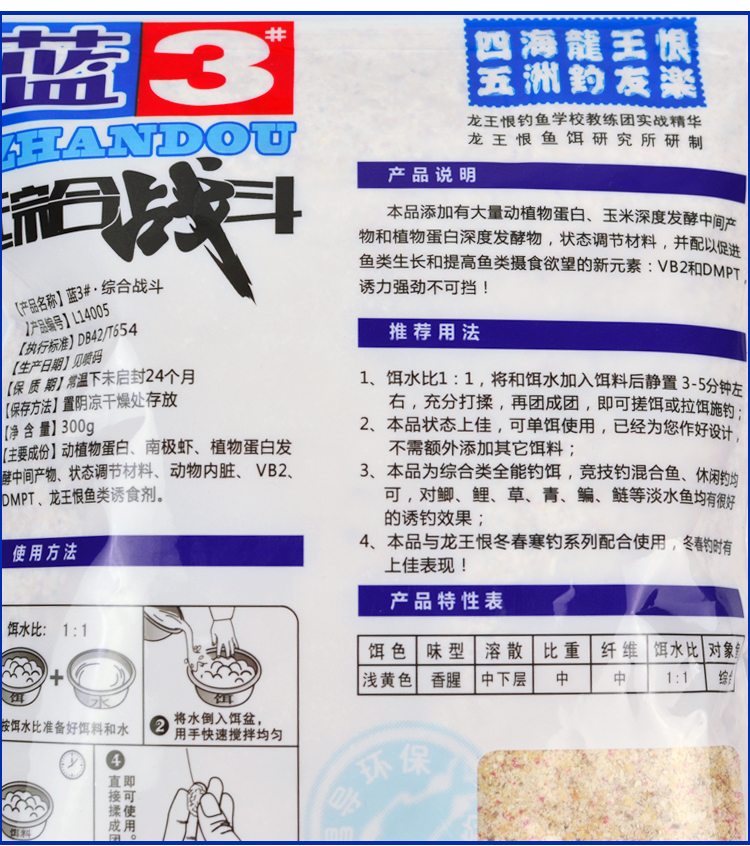 蓝3#
ZHANDOU
综合战斗
【产品名称】蓝3#·综合战斗
【产品编号】L14005
【执行标准】DB42/T654
【生产日期】见喷码
【保 质 期】常温下未启封24个月
【保存方法】置阴凉干燥处存放
【净 含 量】300g
【主要成份】动植物蛋白、南极虾、植物蛋白发
酵中间产物、状态调节材料、动物内脏、VB2、
DMPT、龙王恨鱼类诱食剂。
使用方法
饵水比: 1:1
饵
水
按饵水比准备好饵料和水
2 将水倒入饵盆，
用手快速搅拌均匀
饵
饵料
4
即可使用。
直接揉成团
四海龍王恨
五洲釣友樂
龙王恨钓鱼学校教练团实战精华
龙王恨鱼饵研究所研制
产品说明
本品添加有大量动植物蛋白、玉米深度发酵中间产
物和植物蛋白深度发酵物，状态调节材料，并配以促进
鱼类生长和提高鱼类摄食欲望的新元素：VB2和DMPT，
诱力强劲不可挡！
推荐用法
1、饵水比1：1，将和饵水加入饵料后静置 3-5分钟左
右，充分打揉，再团成团，即可搓饵或拉饵施钓；
2、本品状态上佳，可单饵使用，已经为您作好设计，
不需额外添加其它饵料；
3、本品为综合类全能钓饵，竞技钓混合鱼、休闲钓均
可，对鲫、鲤、草、青、鳊、鲢等淡水鱼均有很好
的诱钓效果；
4、本品与龙王恨冬春寒钓系列配合使用，冬春钓时有
上佳表现！
产品特性表
饵色 味型 溶散 比重 纤维 饵水比 对象鱼
浅黄色 香腥 中下层 中 中 1:1 综合
倡导环保